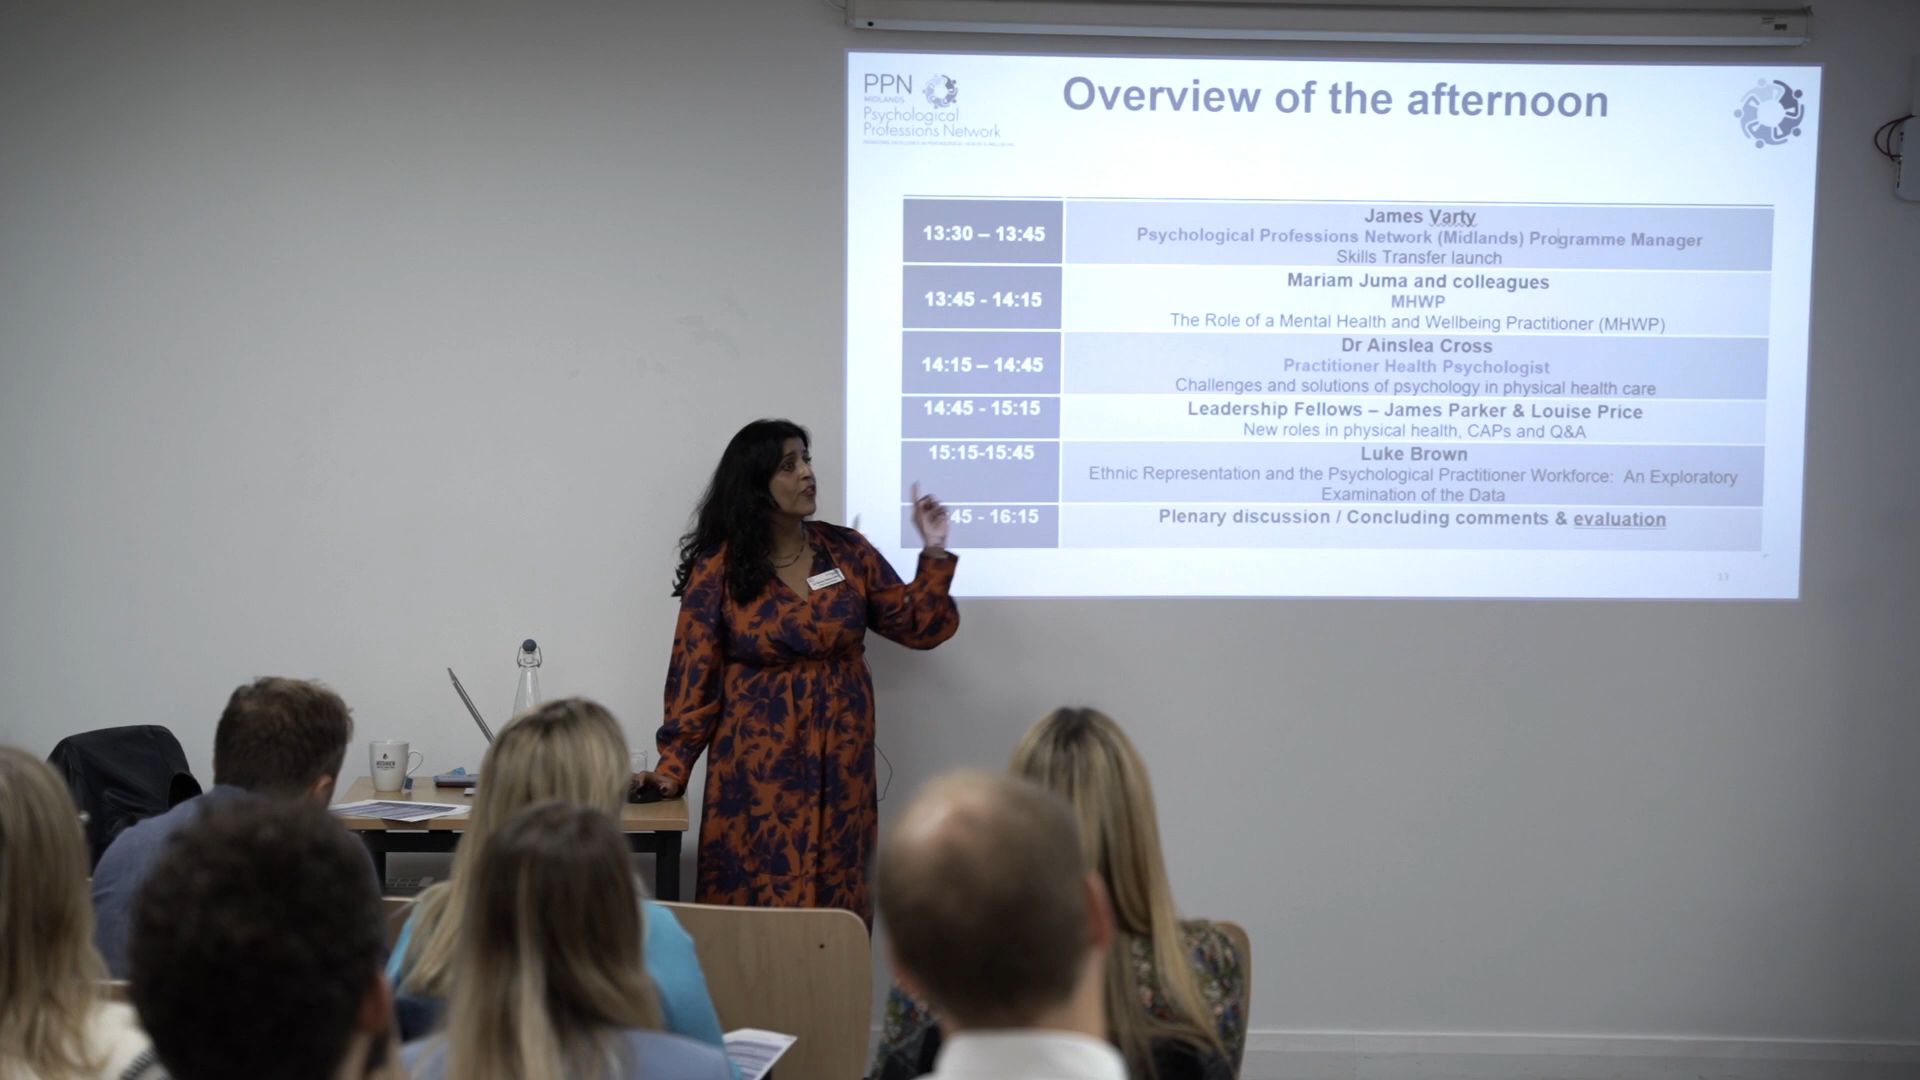 PPN
MIDLANDS
Psychological
Professions Network
Overview of the afternoon
13:30 – 13:45
James Varty
Psychological Professions Network (Midlands) Programme Manager
Skills Transfer launch
13:45 - 14:15
Mariam Juma and colleagues
MHWP
The Role of a Mental Health and Wellbeing Practitioner (MHWP)
14:15 – 14:45
Dr Ainslea Cross
Practitioner Health Psychologist
Challenges and solutions of psychology in physical health care
14:45 - 15:15
Leadership Fellows – James Parker & Louise Price
New roles in physical health, CAPs and Q&A
15:15-15:45
Luke Brown
Ethnic Representation and the Psychological Practitioner Workforce: An Exploratory
Examination of the Data
45 - 16:15
Plenary discussion / Concluding comments & evaluation
13